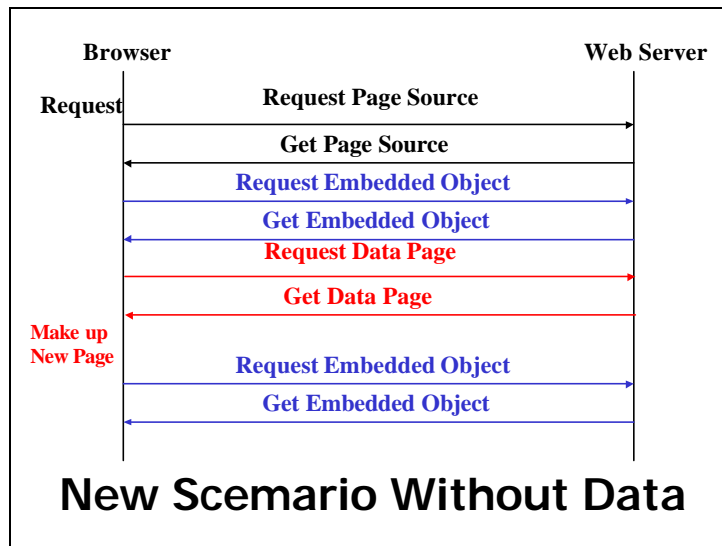 Browser
Web Server
Request
Request Page Source
Get Page Source
Request Embedded Object
Get Embedded Object
Request Data Page
Get Data Page
Make up
New Page
Request Embedded Object
Get Embedded Object
New Scemario Without Data